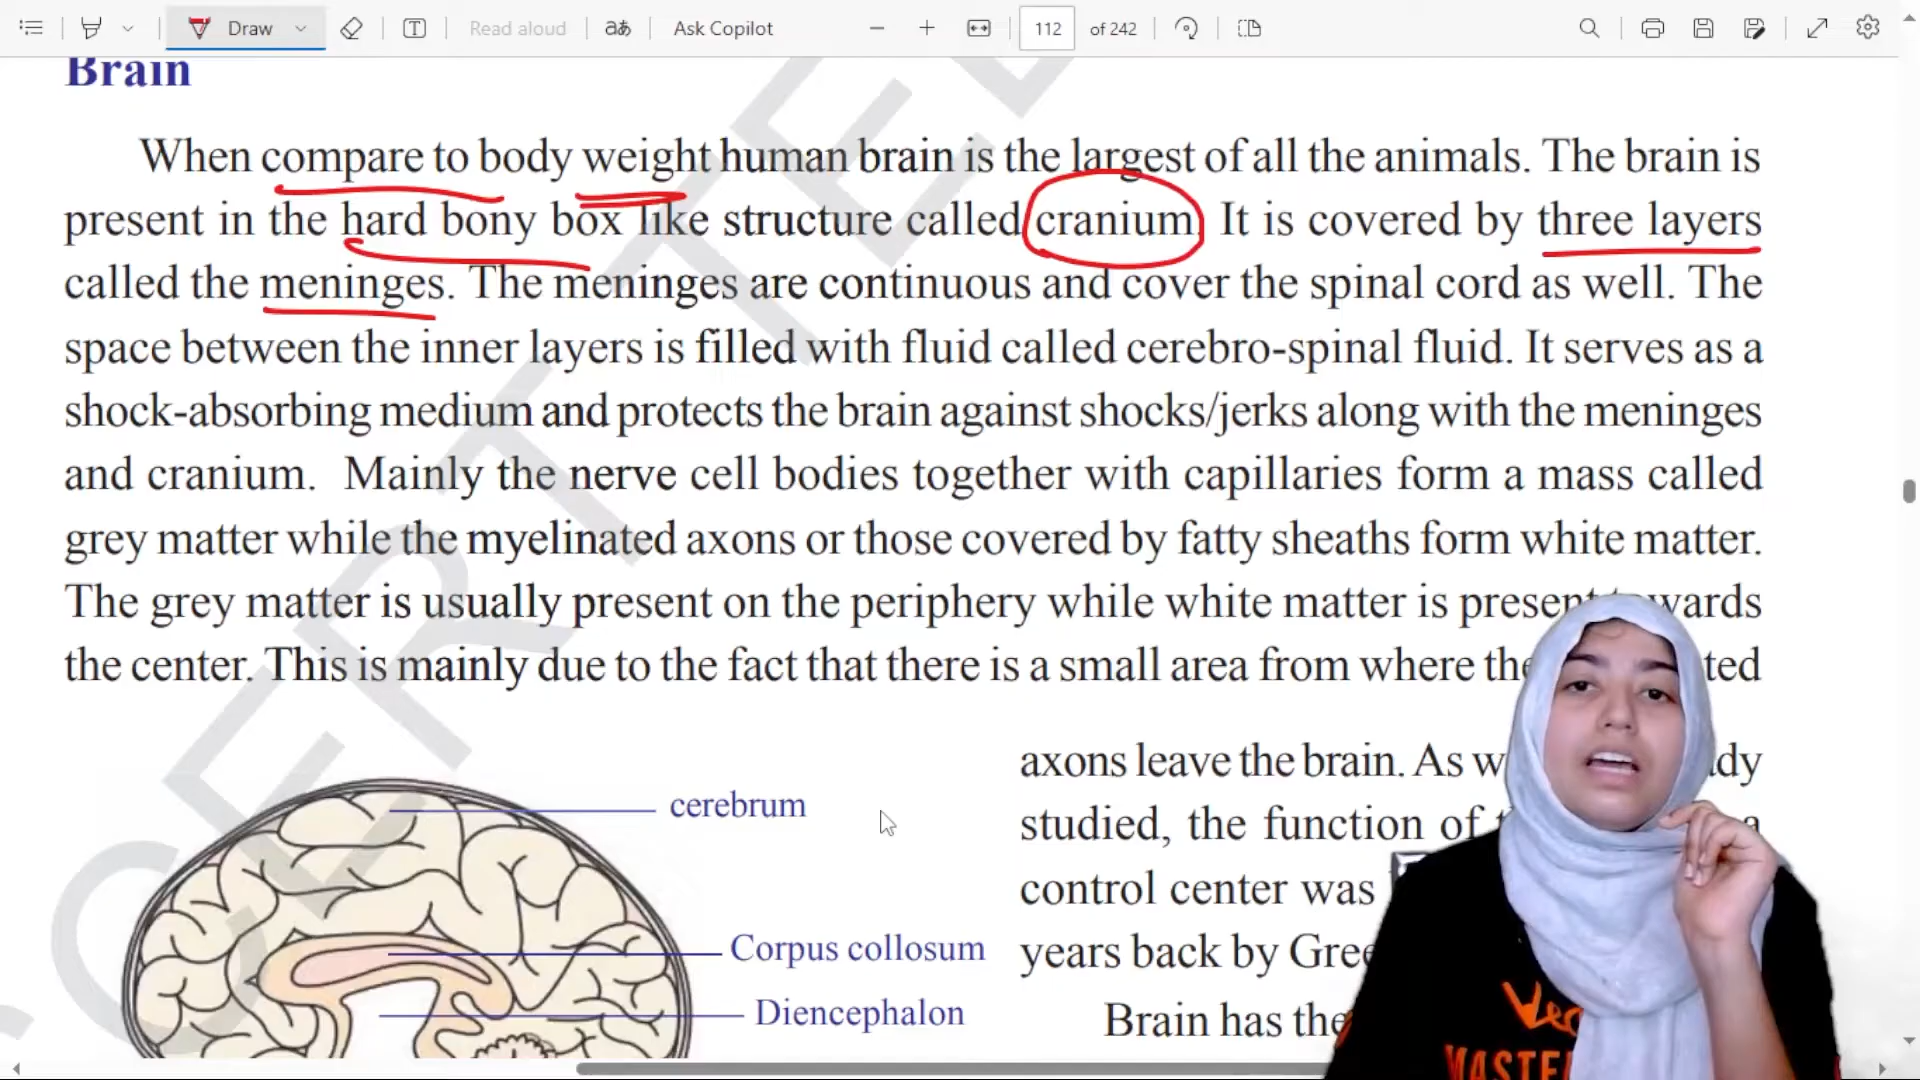 Draw
Read aloud
aあ
Ask Copilot
112
of 242
Brain
When compare to body weight human brain is the largest of all the animals. The brain is
present in the hard bony box like structure called cranium. It is covered by three layers
called the meninges. The meninges are continuous and cover the spinal cord as well. The
space between the inner layers is filled with fluid called cerebro-spinal fluid. It serves as a
shock-absorbing medium and protects the brain against shocks/jerks along with the meninges
and cranium. Mainly the nerve cell bodies together with capillaries form a mass called
grey matter while the myelinated axons or those covered by fatty sheaths form white matter.
The grey matter is usually present on the periphery while white matter is present
the center. This is mainly due to the fact that there is a small area from where
axons leave the brain. As
studied, the function of a
control center was
years back by
Brain has
cerebrum
Corpus collosum
Diencephalon